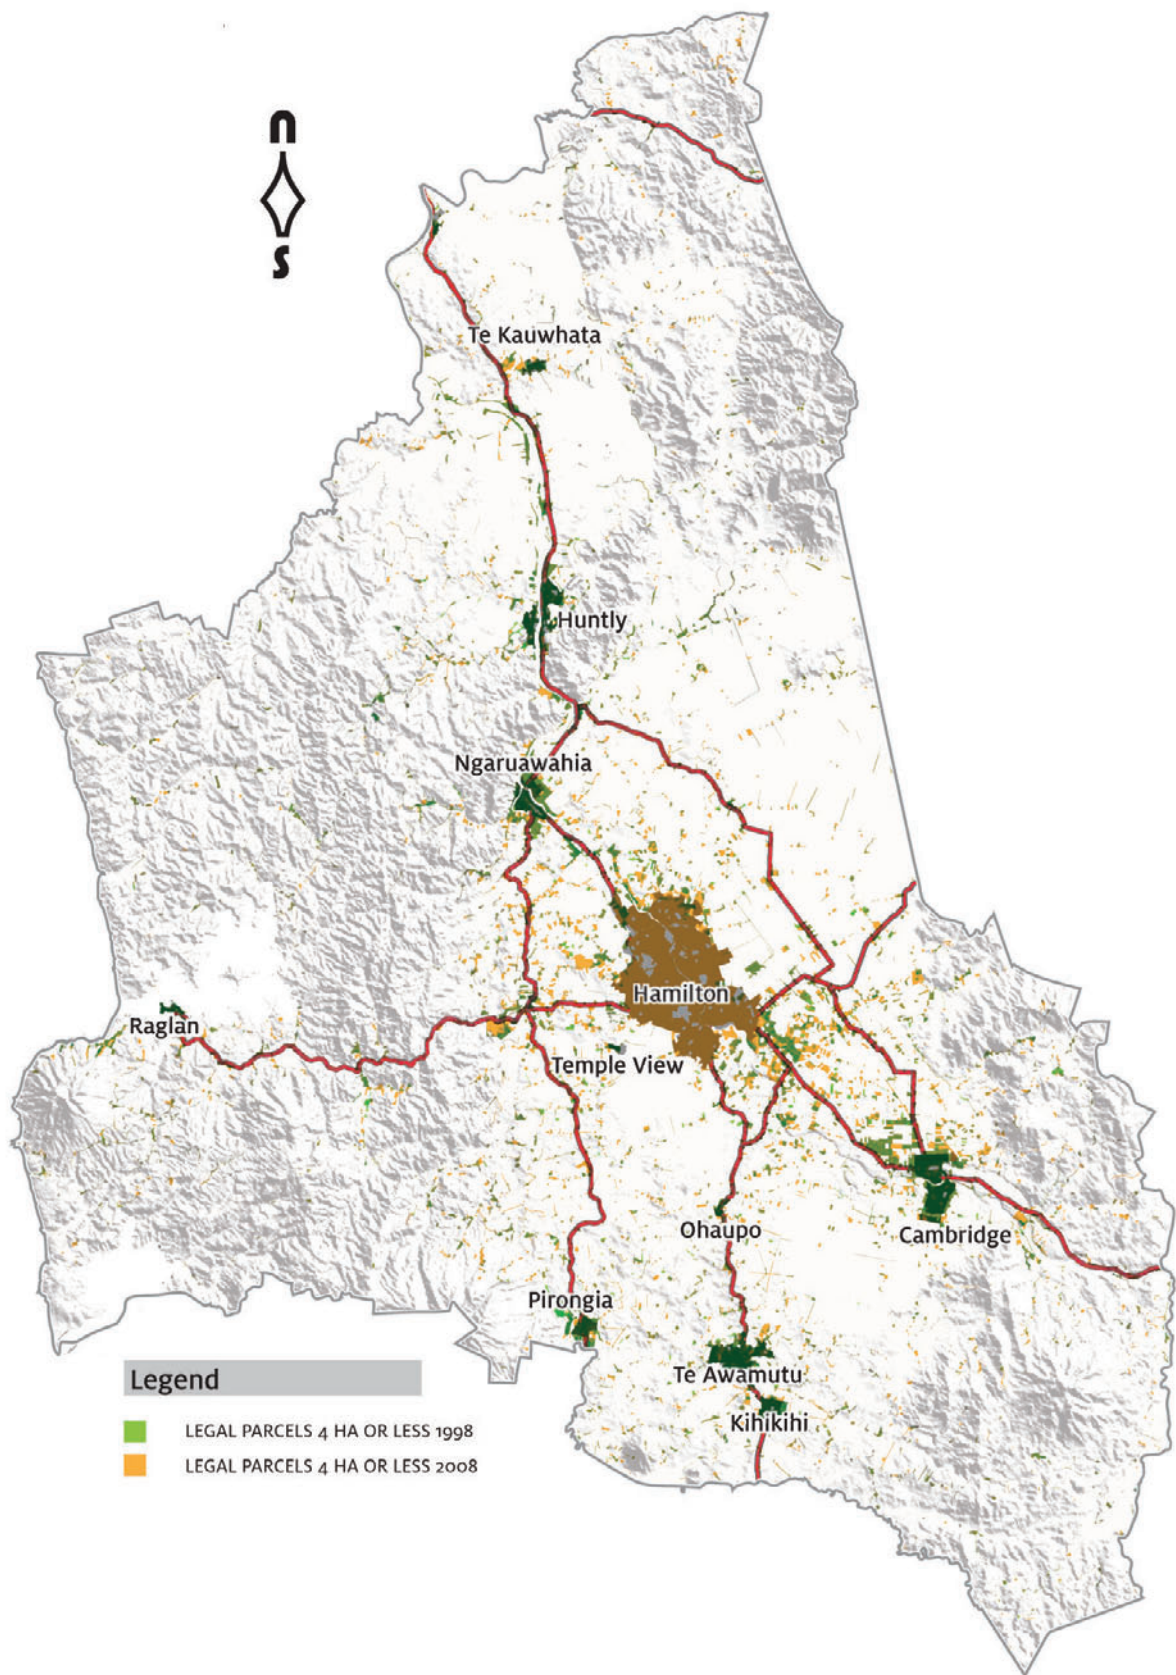 n
s
Te Kauwhata
Huntly
Ngaruawahia
Hamilton
Raglan
Temple View
Ohaupo
Cambridge
Pirongia
Te Awamutu
Kihikihi
Legend
LEGAL PARCELS 4 HA OR LESS 1998
LEGAL PARCELS 4 HA OR LESS 2008